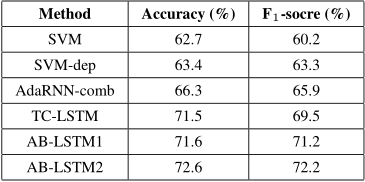 Method Accuracy (%) F₁-socre (%)
SVM 62.7 60.2
SVM-dep 63.4 63.3
AdaRNN-comb 66.3 65.9
TC-LSTM 71.5 69.5
AB-LSTM1 71.6 71.2
AB-LSTM2 72.6 72.2